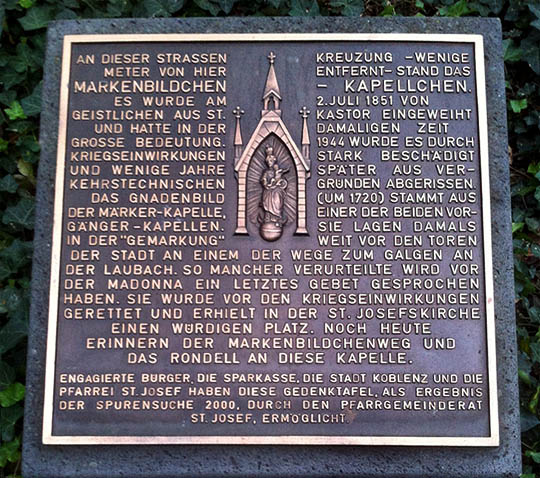 AN DIESER STRASSEN KREUZUNG -WENIGE
METER VON HIER ENTFERNT- STAND DAS
MARKENBILDCHEN - KAPELLCHEN.
ES WURDE AM 2. JULI 1851 VON
GEISTLICHEN AUS ST. KASTOR EINGEWEIHT
UND HATTE IN DER DAMALIGEN ZEIT
GROSSE BEDEUTUNG. 1944 WURDE ES DURCH
KRIEGSEINWIRKUNGEN STARK BESCHÄDIGT
UND WENIGE JAHRE SPÄTER AUS VER-
KEHRSTECHNISCHEN GRÜNDEN ABGERISSEN.
DAS GNADENBILD (UM 1720) STAMMT AUS
DER MÄRKER-KAPELLE, EINER DER BEIDEN VOR-
GÄNGER-KAPELLEN. SIE LAGEN DAMALS
IN DER "GEMARKUNG" WEIT VOR DEN TOREN
DER STADT AN EINEM DER WEGE ZUM GALGEN AN
DER LAUBACH. SO MANCHER VERURTEILTE WIRD VOR
DER MADONNA EIN LETZTES GEBET GESPROCHEN
HABEN. SIE WURDE VOR DEN KRIEGSEINWIRKUNGEN
GERETTET UND ERHIELT IN DER ST. JOSEFSKIRCHE
EINEN WÜRDIGEN PLATZ. NOCH HEUTE
ERINNERN DER MARKENBILDCHENWEG UND
DAS RONDELL AN DIESE KAPELLE.
ENGAGIERTE BÜRGER, DIE SPARKASSE, DIE STADT KOBLENZ UND DIE
PFARREI ST. JOSEF HABEN DIESE GEDENKTAFEL, ALS ERGEBNIS
DER SPURENSUCHE 2000, DURCH DEN PFARRGEMEINDERAT
ST. JOSEF, ERMÖGLICHT.